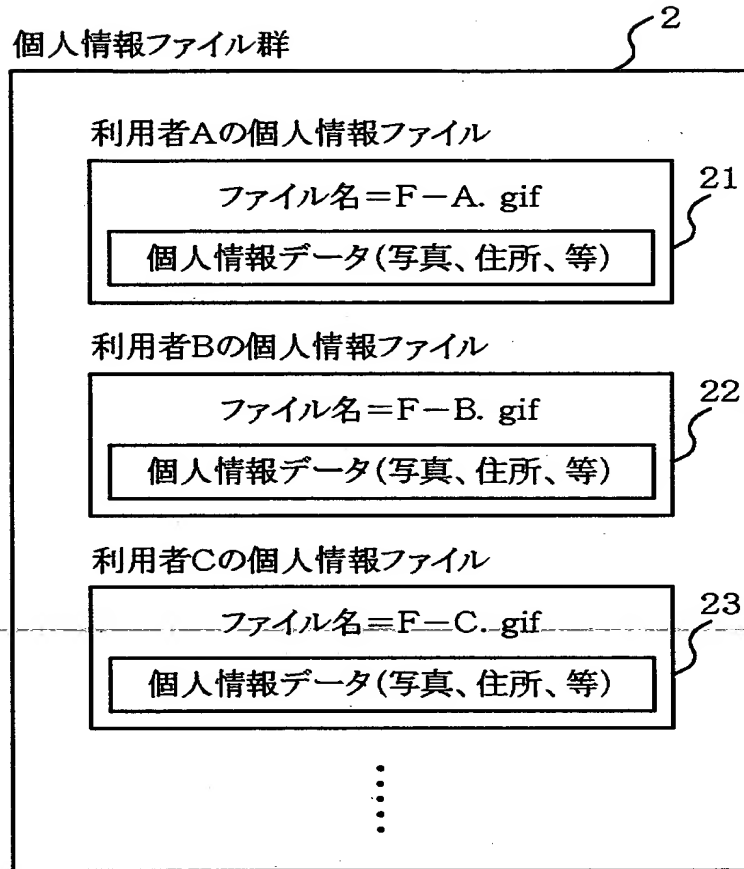 2
個人情報ファイル群
利用者Aの個人情報ファイル
ファイル名=F-A. gif
21
個人情報データ(写真、住所、等)
利用者Bの個人情報ファイル
ファイル名=F-B. gif
22
個人情報データ(写真、住所、等)
利用者Cの個人情報ファイル
ファイル名=F-C. gif
23
個人情報データ(写真、住所、等)